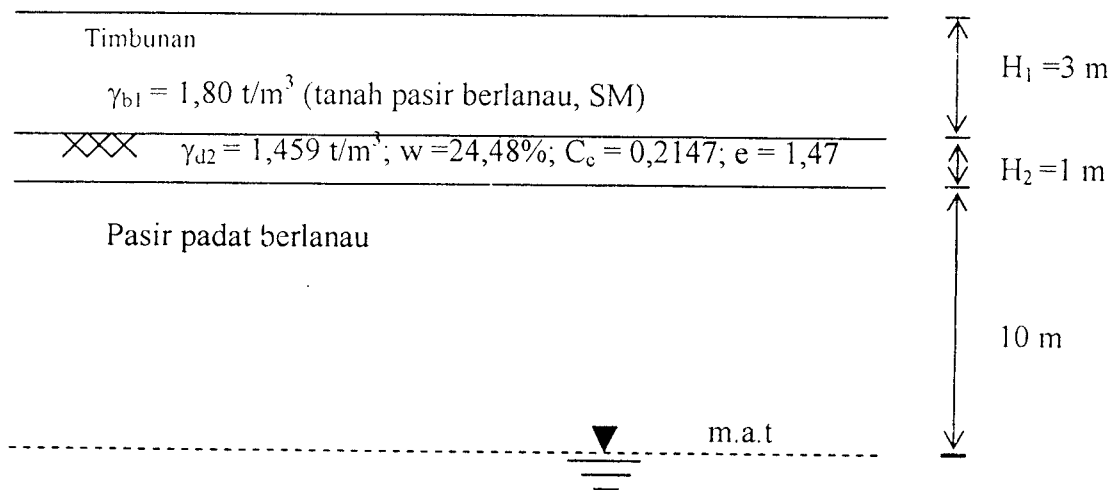 Timbunan
H₁ =3 m
γb1 = 1,80 t/m³ (tanah pasir berlanau, SM)
γd2 = 1,459 t/m³; w =24,48%; Cc = 0,2147; e = 1,47
H₂ =1 m
Pasir padat berlanau
10 m
m.a.t